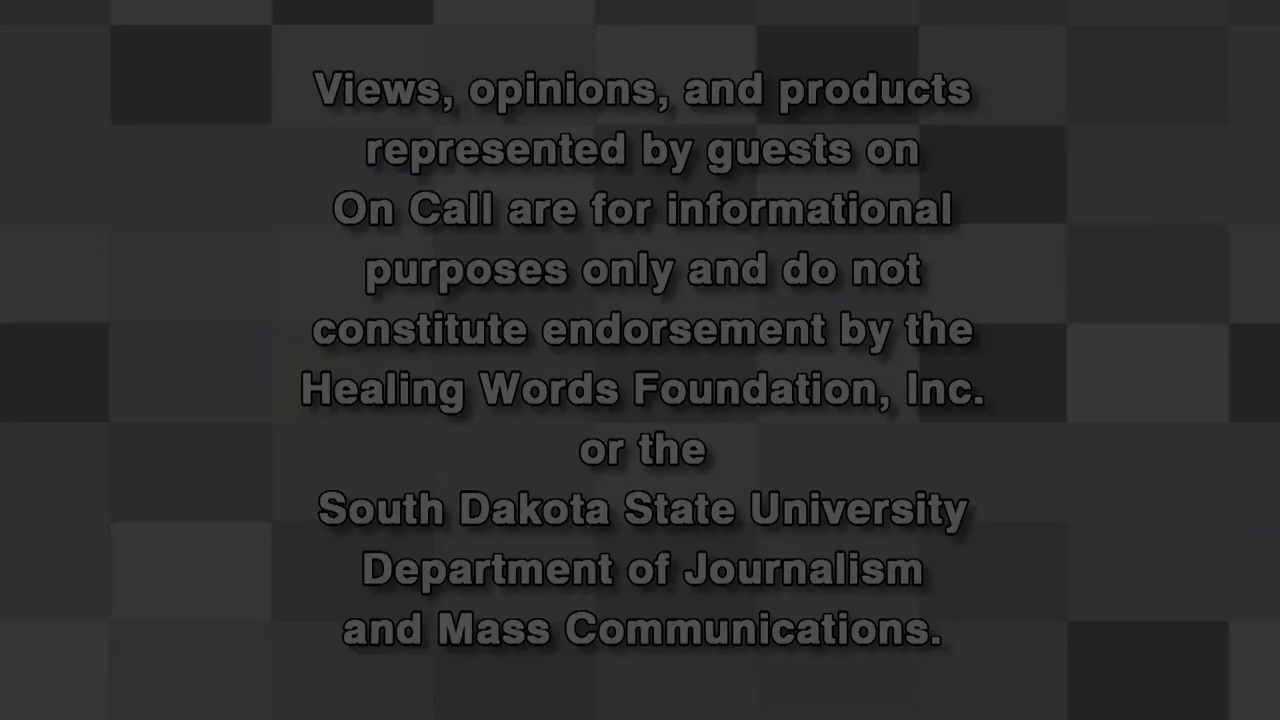 Views, opinions, and products
represented by guests on
On Call are for informational
purposes only and do not
constitute endorsement by the
Healing Words Foundation, Inc.
or the
South Dakota State University
Department of Journalism
and Mass Communications.